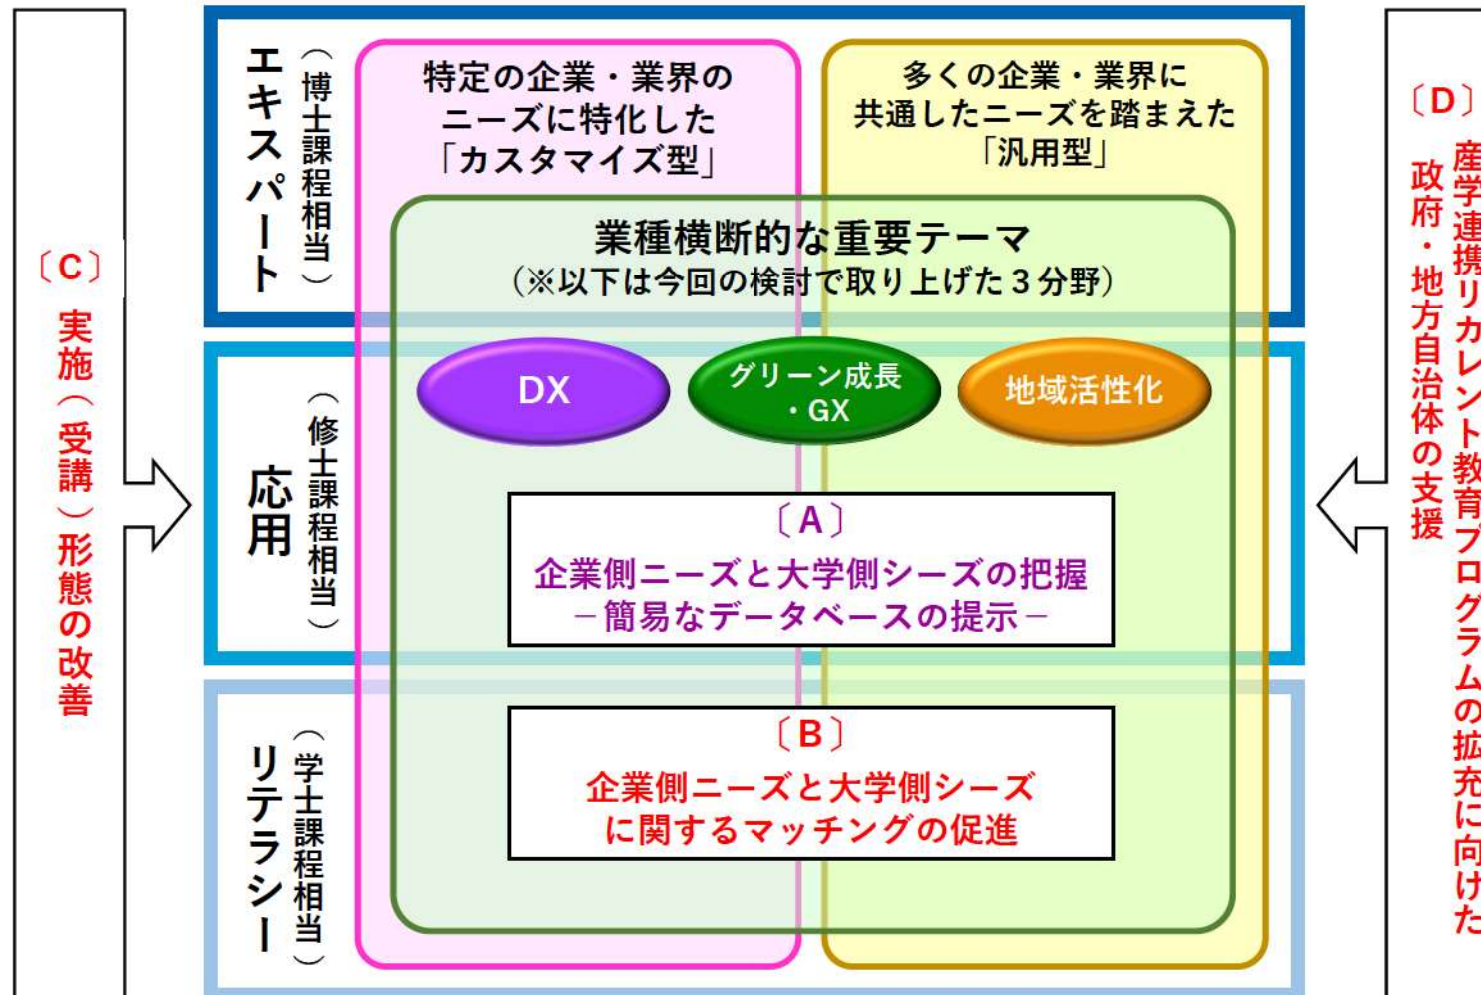 〔C〕
実施（受講）形態の改善
エキスパート
（博士課程相当）
特定の企業・業界の
ニーズに特化した
「カスタマイズ型」
多くの企業・業界に
共通したニーズを踏まえた
「汎用型」
業種横断的な重要テーマ
（※以下は今回の検討で取り上げた３分野）
DX
グリーン成長
・GX
地域活性化
応用
（修士課程相当）
〔A〕
企業側ニーズと大学側シーズの把握
－簡易なデータベースの提示－
リテラシー
（学士課程相当）
〔B〕
企業側ニーズと大学側シーズ
に関するマッチングの促進
〔D〕
産学連携リカレント教育プログラムの拡充に向けた
政府・地方自治体の支援